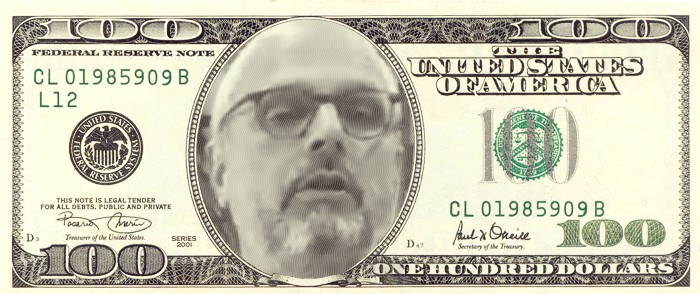 100 100
FEDERAL RESERVE NOTE
THE
UNITED STATES
OF AMERICA
CL 01985909 B
L12
UNITED STATES FEDERAL RESERVE SYSTEM
100
THIS NOTE IS LEGAL TENDER
FOR ALL DEBTS, PUBLIC AND PRIVATE
CL 01985909 B
Treasurer of the United States.
SERIES
2001
Secretary of the Treasury.
100
100
ONE HUNDRED DOLLARS